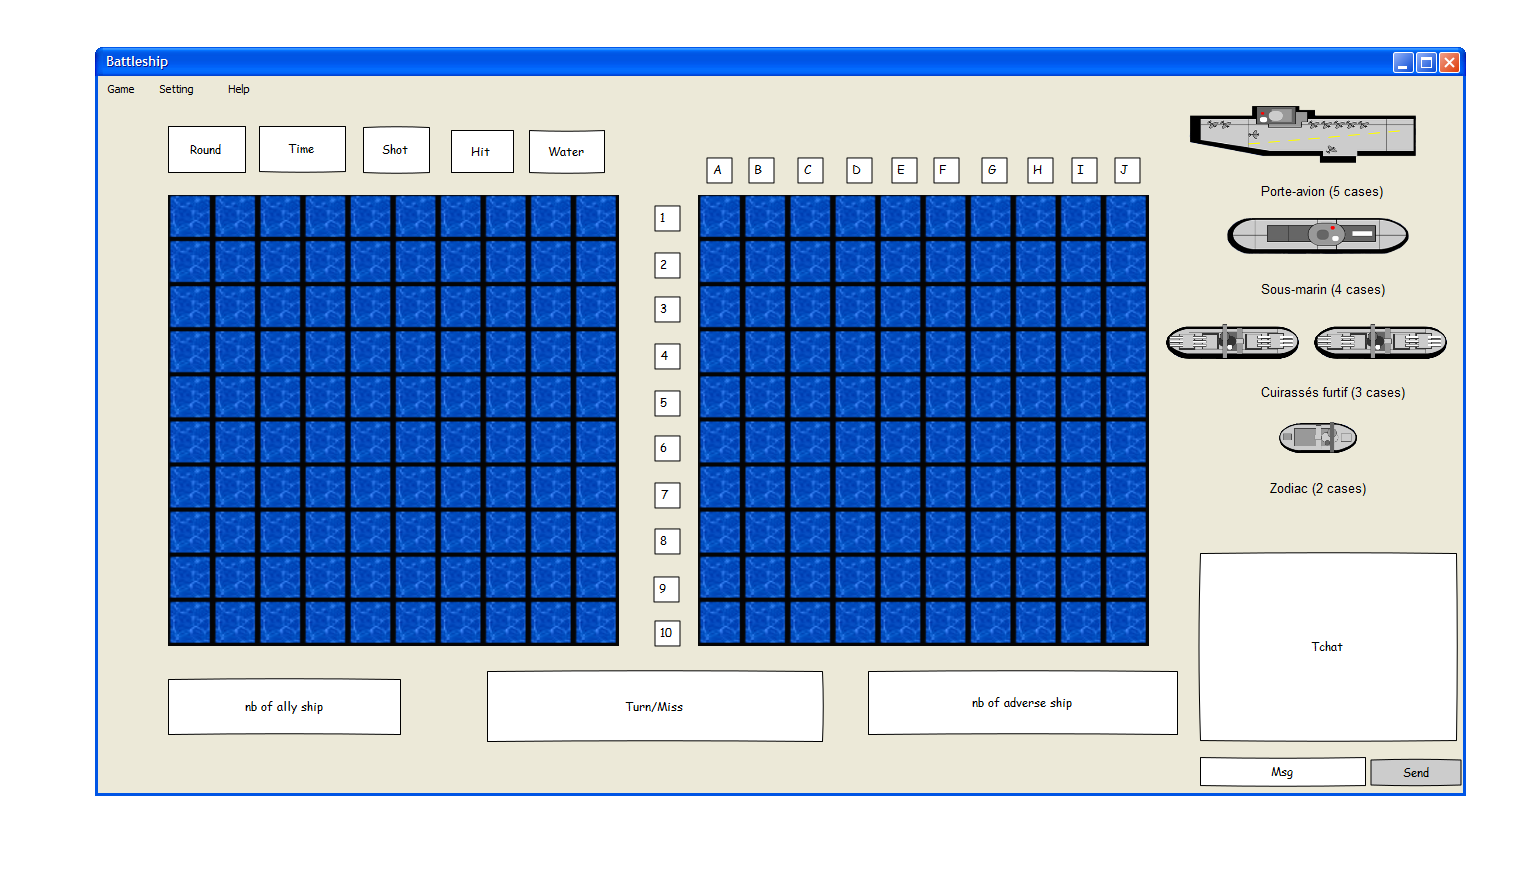 Battleship
Game Setting Help
Round Time Shot Hit Water
A B C D E F G H I J
1
2
3
4
5
6
7
8
9
10
Porte-avion (5 cases)
Sous-marin (4 cases)
Cuirassés furtif (3 cases)
Zodiac (2 cases)
nb of ally ship
Turn/Miss
nb of adverse ship
Tchat
Msg
Send